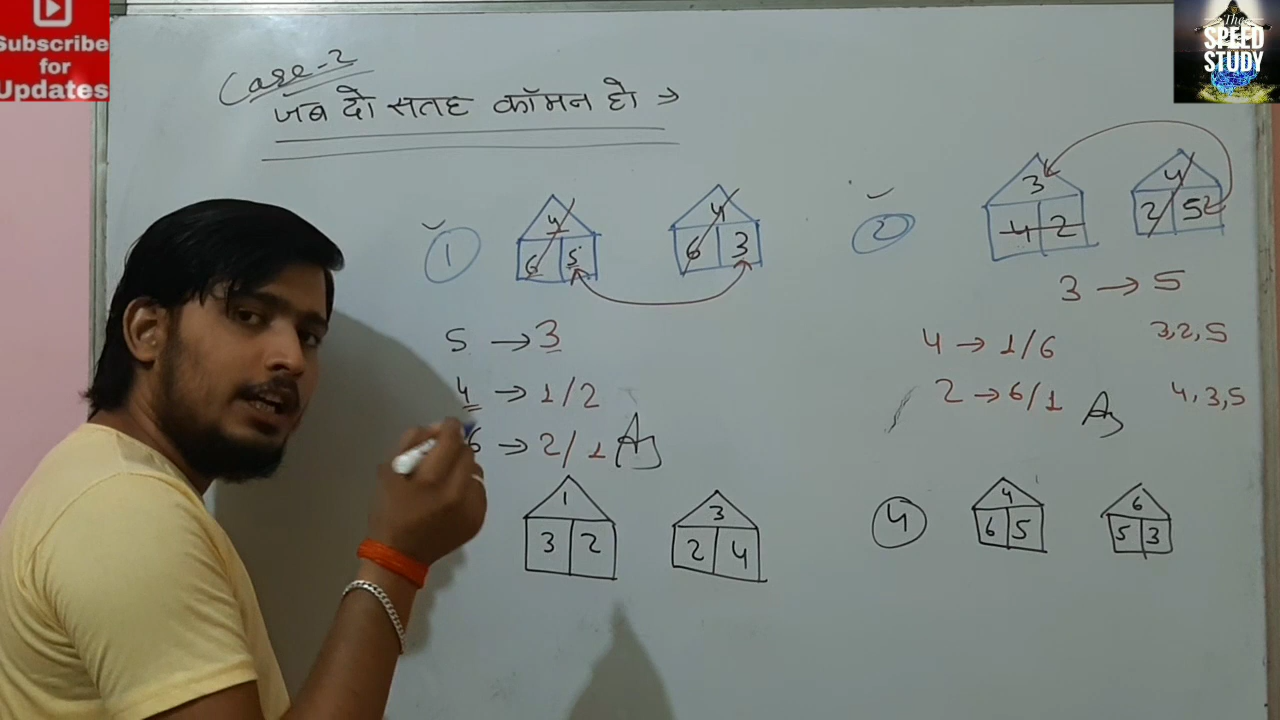 Subscribe
for
Updates
The
SPEED
STUDY
Case-2
जब दो सतह कॉमन हो →
1
4
6 5
4
6 3
5 → 3
4 → 1/2
6 → 2/1 Ans
1
3 2
3
2 4
2
3
4 2
4
2 5
3 → 5
4 → 1/6
2 → 6/1 Ans
3,2,5
4,3,5
4
4
6 5
6
5 3